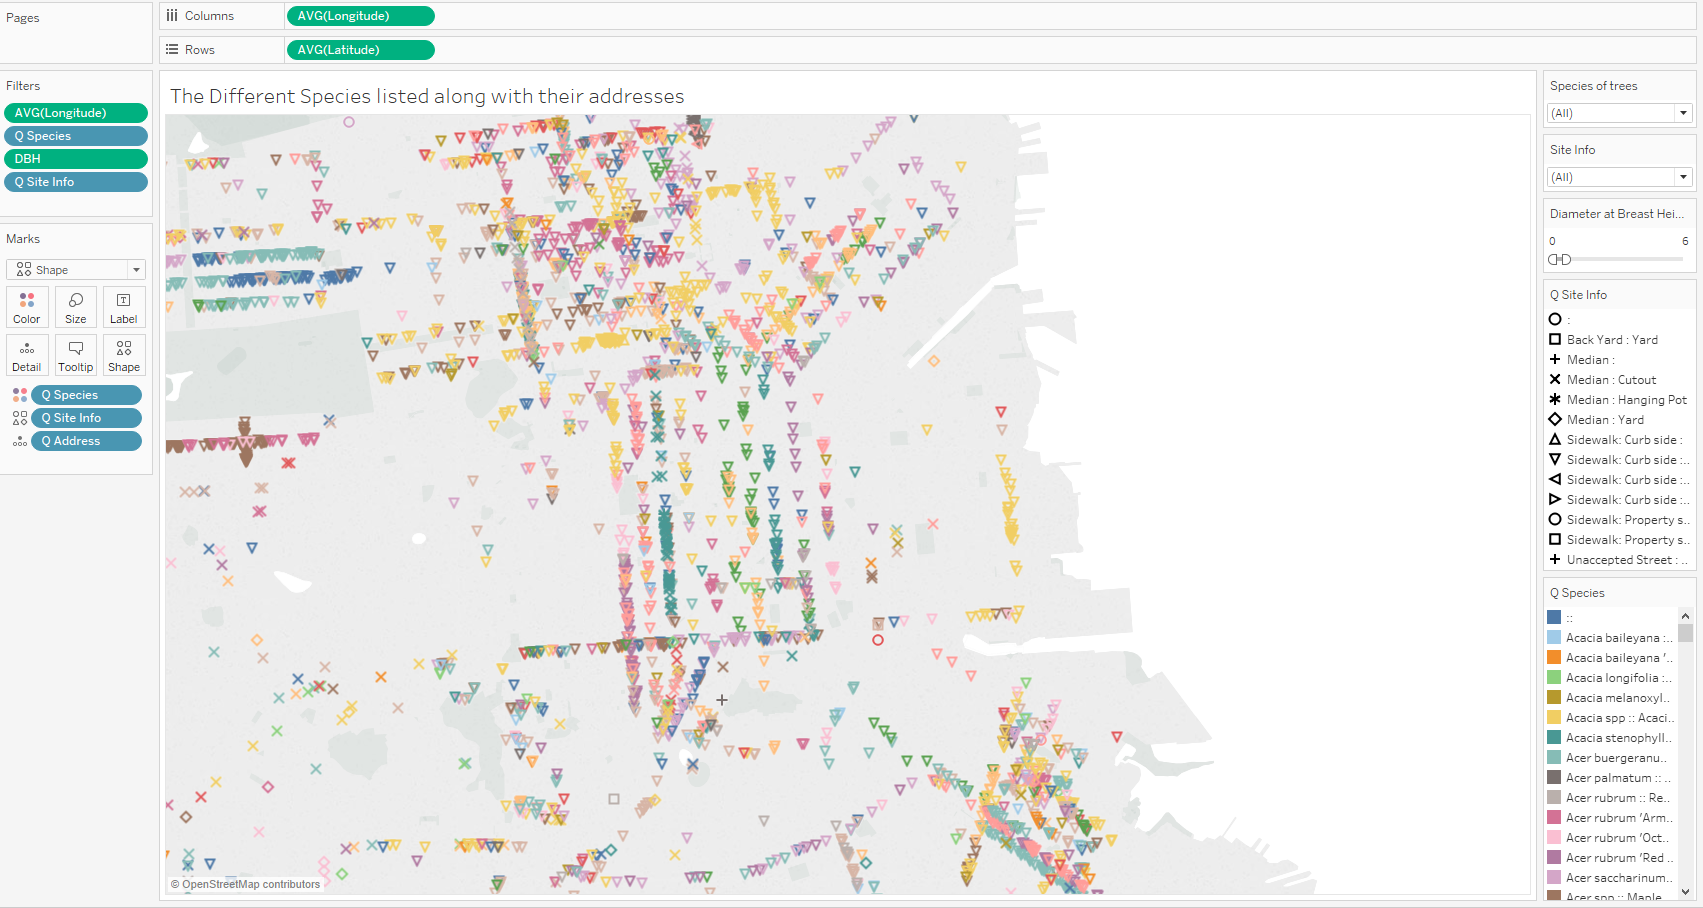 Pages
Columns
AVG(Longitude)
Rows
AVG(Latitude)
Filters
AVG(Longitude)
Q Species
DBH
Q Site Info
Marks
Shape
Color
Size
Label
Detail
Tooltip
Shape
Q Species
Q Site Info
Q Address
The Different Species listed along with their addresses
© OpenStreetMap contributors
Species of trees
(All)
Site Info
(All)
Diameter at Breast Hei...
0 6
Q Site Info
:
Back Yard : Yard
Median :
Median : Cutout
Median : Hanging Pot
Median : Yard
Sidewalk: Curb side :
Sidewalk: Curb side :..
Sidewalk: Curb side :..
Sidewalk: Curb side :..
Sidewalk: Property s..
Sidewalk: Property s..
Unaccepted Street : ..
Q Species
::
Acacia baileyana ::..
Acacia baileyana '..
Acacia longifolia :..
Acacia melanoxyl..
Acacia spp :: Acaci..
Acacia stenophyll..
Acer buergeranu..
Acer palmatum :: ..
Acer rubrum :: Re..
Acer rubrum 'Arm..
Acer rubrum 'Oct..
Acer rubrum 'Red ..
Acer saccharinum..
Acer spp :: Maple